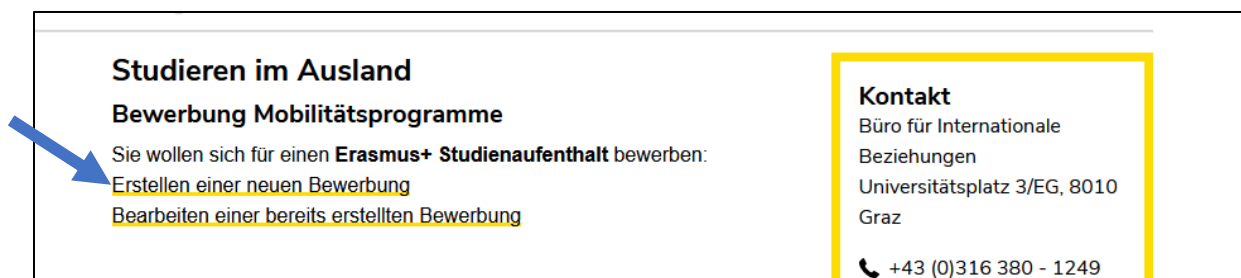 Studieren im Ausland
Bewerbung Mobilitätsprogramme
Sie wollen sich für einen Erasmus+ Studienaufenthalt bewerben:
Erstellen einer neuen Bewerbung
Bearbeiten einer bereits erstellten Bewerbung
Kontakt
Büro für Internationale
Beziehungen
Universitätsplatz 3/EG, 8010
Graz
+43 (0)316 380 - 1249